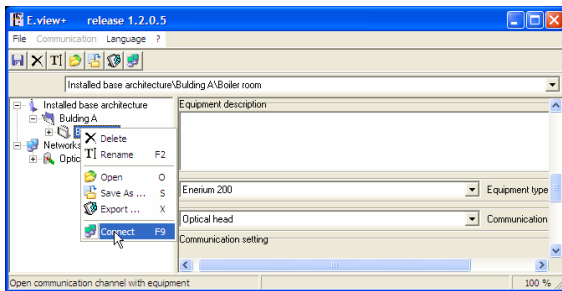 E.view+ release 1.2.0.5
File Communication Language ?
Installed base architecture\Bulding A\Boiler room
Installed base architecture
Bulding A
B
Networks
Optic
Delete
Rename F2
Open O
Save As ... S
Export ... X
Connect F9
Equipment description
Enerium 200 Equipment type
Optical head Communication
Communication setting
Open communication channel with equipment 100 %